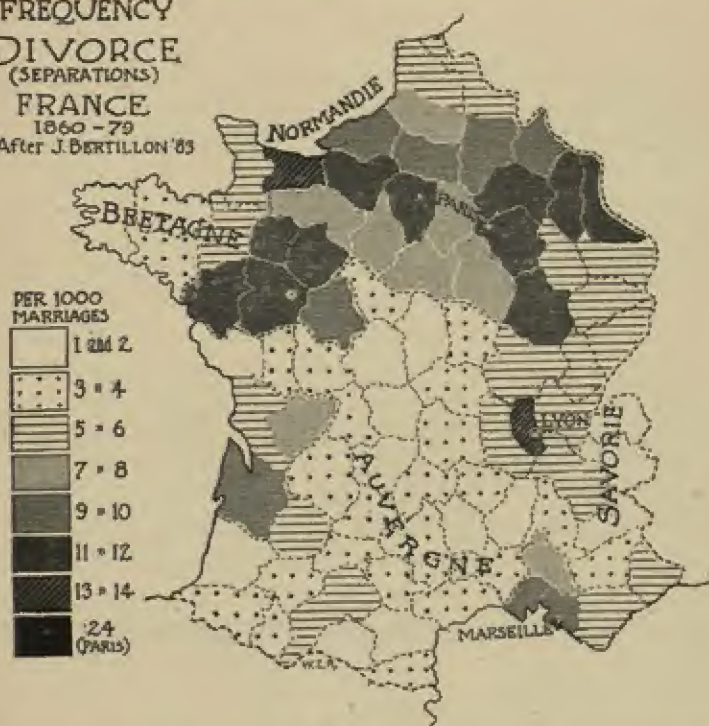 FREQUENCY
DIVORCE
(SEPARATIONS)
FRANCE
1860-79
After J. BERTILLON '83
NORMANDIE
BRETAGNE
PARIS
PER 1000
MARRIAGES
1 and 2
3 " 4
5 " 6
7 " 8
9 " 10
11 " 12
13 " 14
24
(PARIS)
LYON
SAVOIRIE
AUVERGNE
MARSEILLE
W.Z.R.